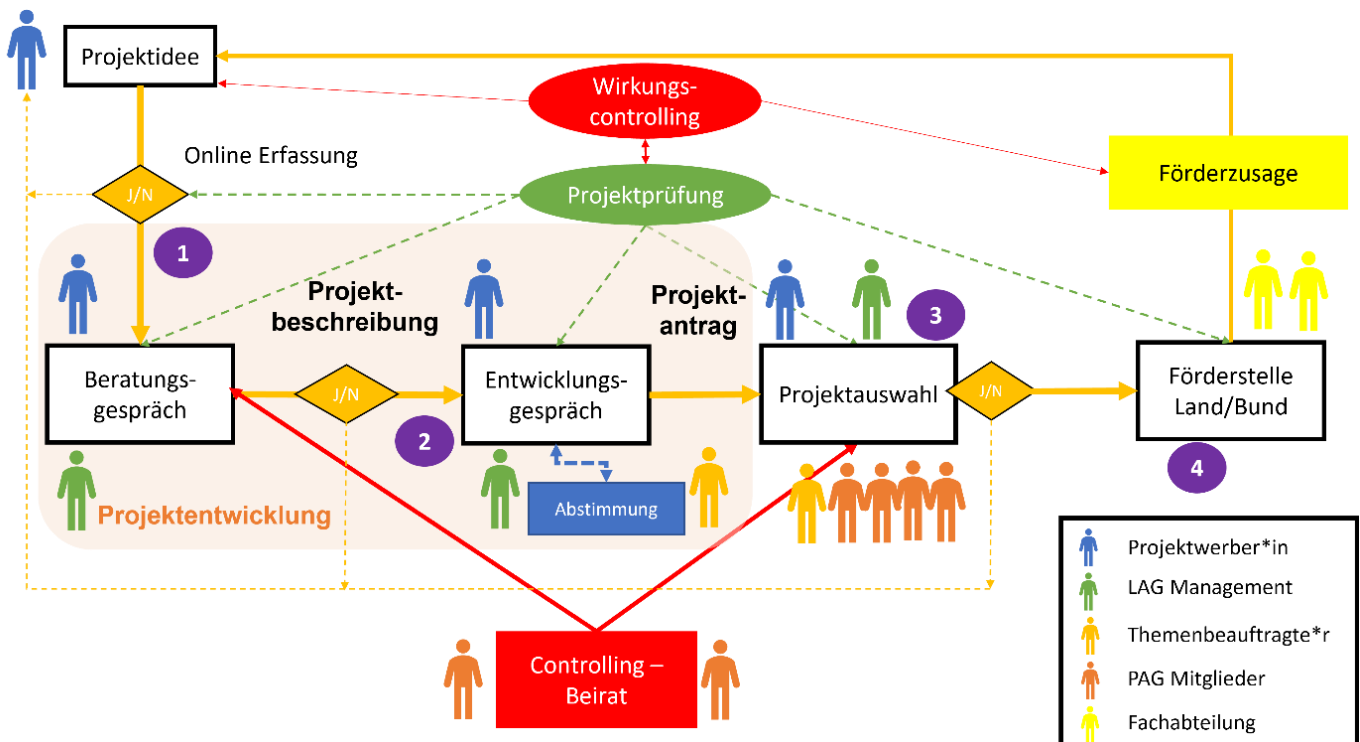 Projektidee
Wirkungs-
controlling
Online Erfassung
J/N
Projektprüfung
Förderzusage
1
Projekt-
beschreibung
Projekt-
antrag
3
Beratungs-
gespräch
J/N
2
Entwicklungs-
gespräch
Projektauswahl
J/N
Förderstelle
Land/Bund
4
Abstimmung
Projektentwicklung
Controlling –
Beirat
Projektwerber*in
LAG Management
Themenbeauftragte*r
PAG Mitglieder
Fachabteilung